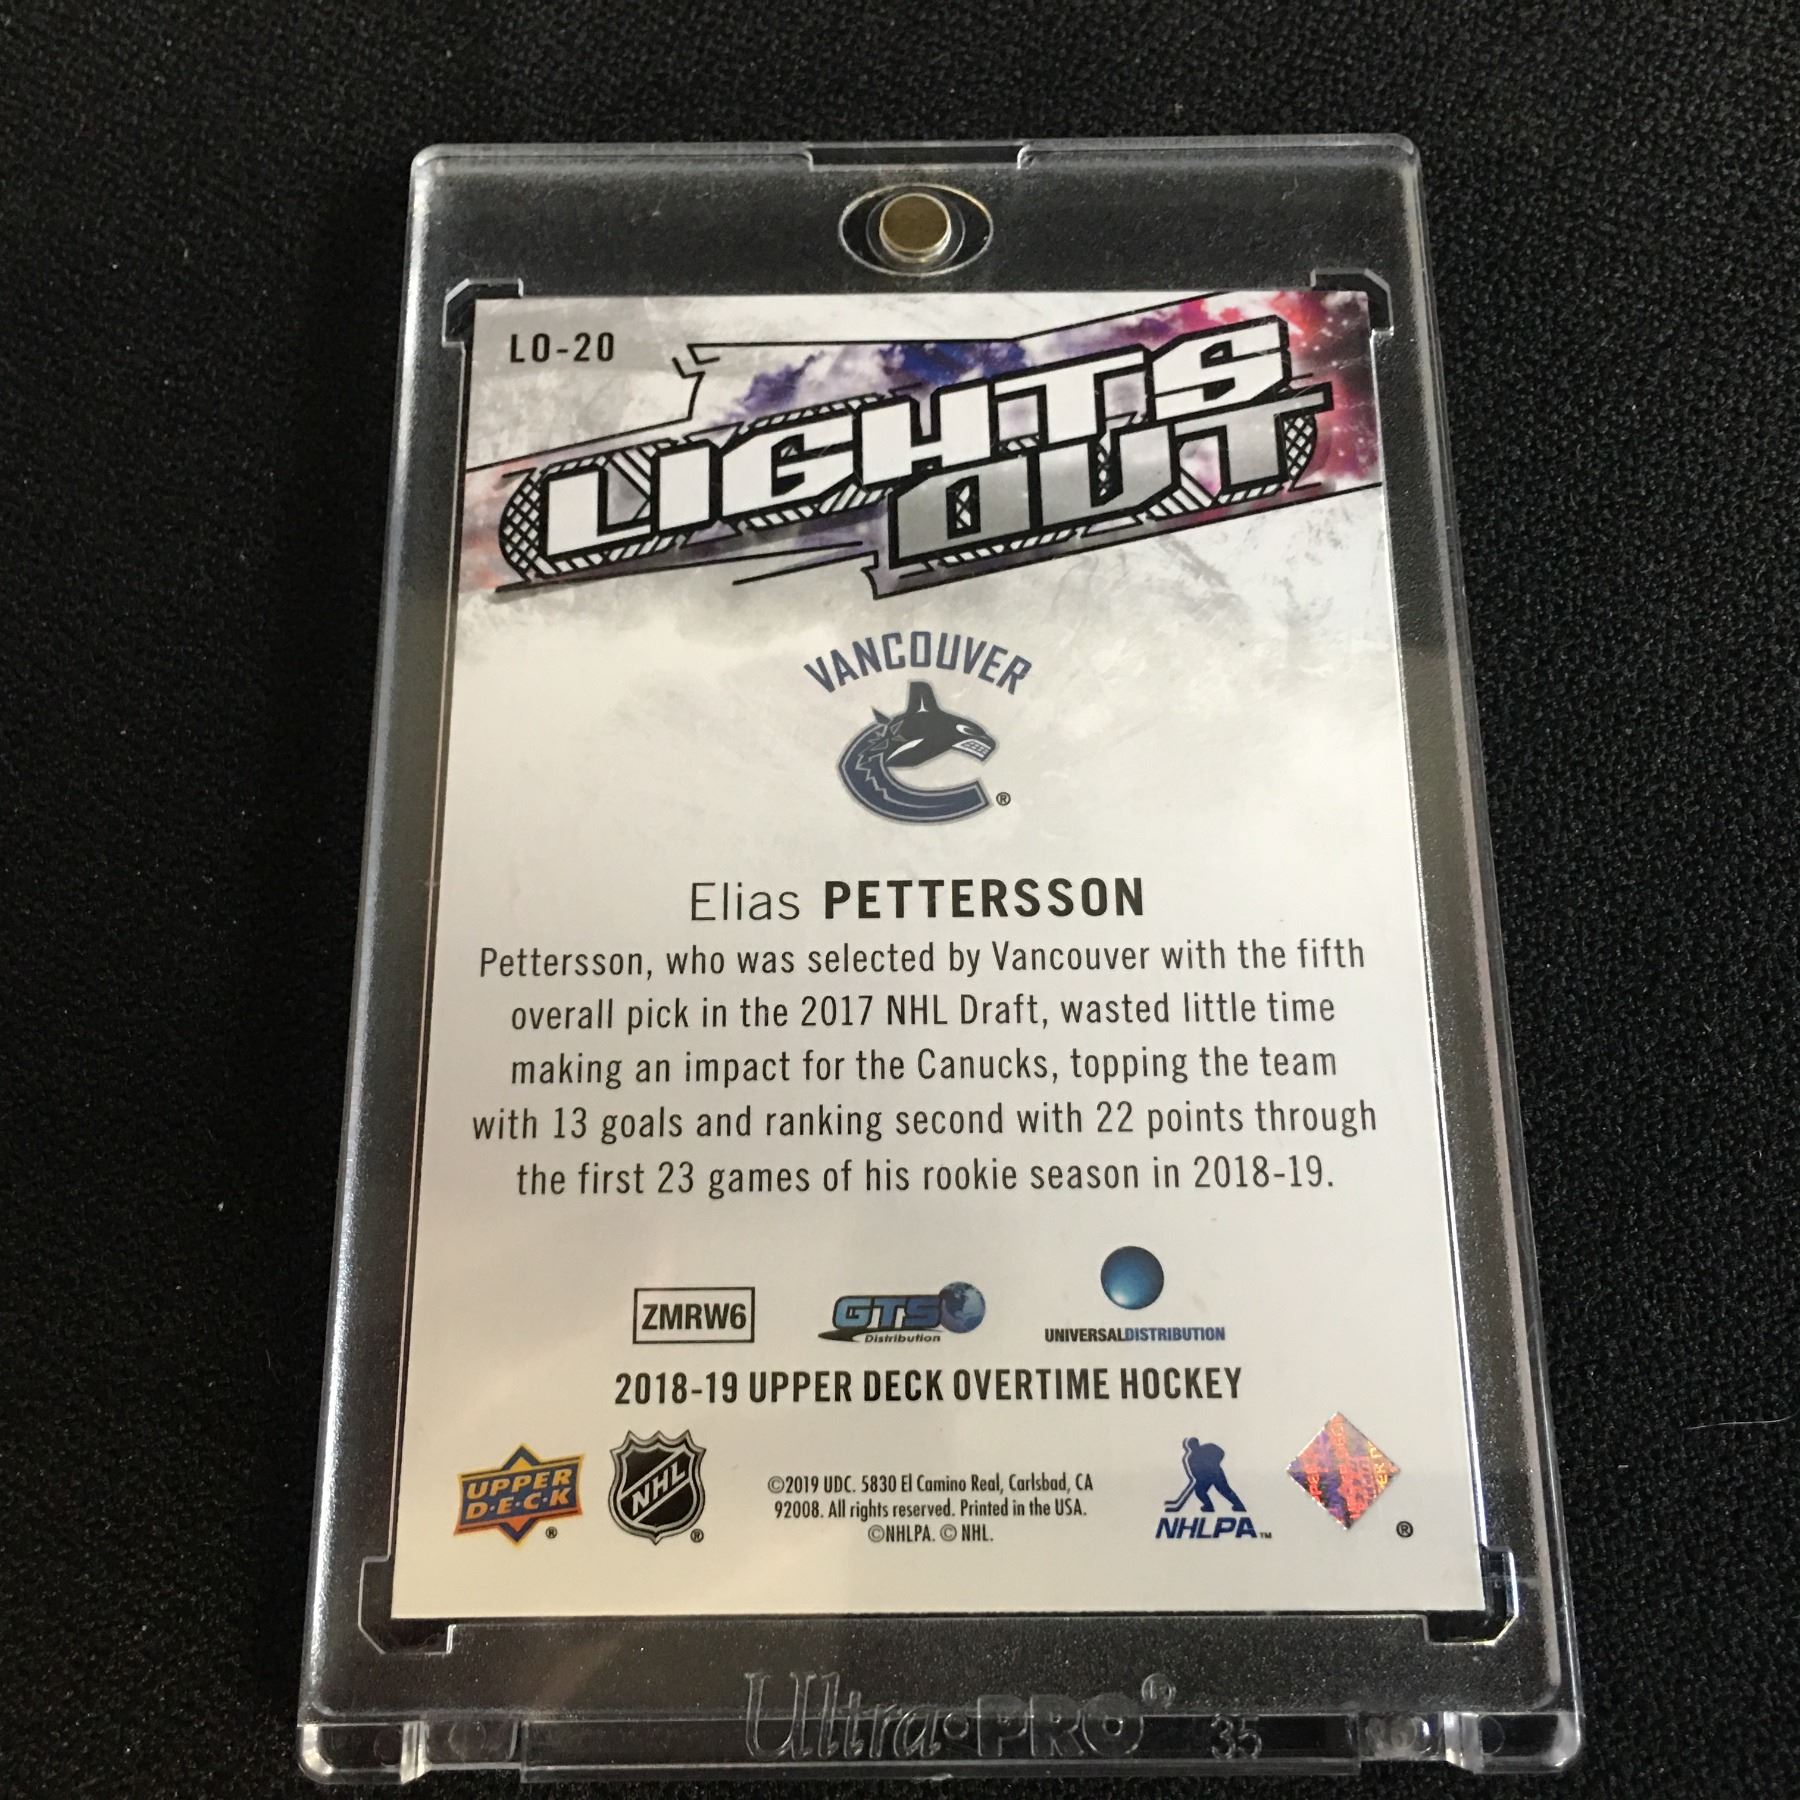 LO-20
LIGHTS
OUT
VANCOUVER
®
Elias PETTERSSON
Pettersson, who was selected by Vancouver with the fifth
overall pick in the 2017 NHL Draft, wasted little time
making an impact for the Canucks, topping the team
with 13 goals and ranking second with 22 points through
the first 23 games of his rookie season in 2018-19.
ZMRW6
GTS
Distribution
UNIVERSALDISTRIBUTION
2018-19 UPPER DECK OVERTIME HOCKEY
UPPER
D·E·C·K
®
NHL
®
©2019 UDC. 5830 El Camino Real, Carlsbad, CA
92008. All rights reserved. Printed in the USA.
©NHLPA. © NHL.
NHLPA™
®
Ultra·PRO®
35